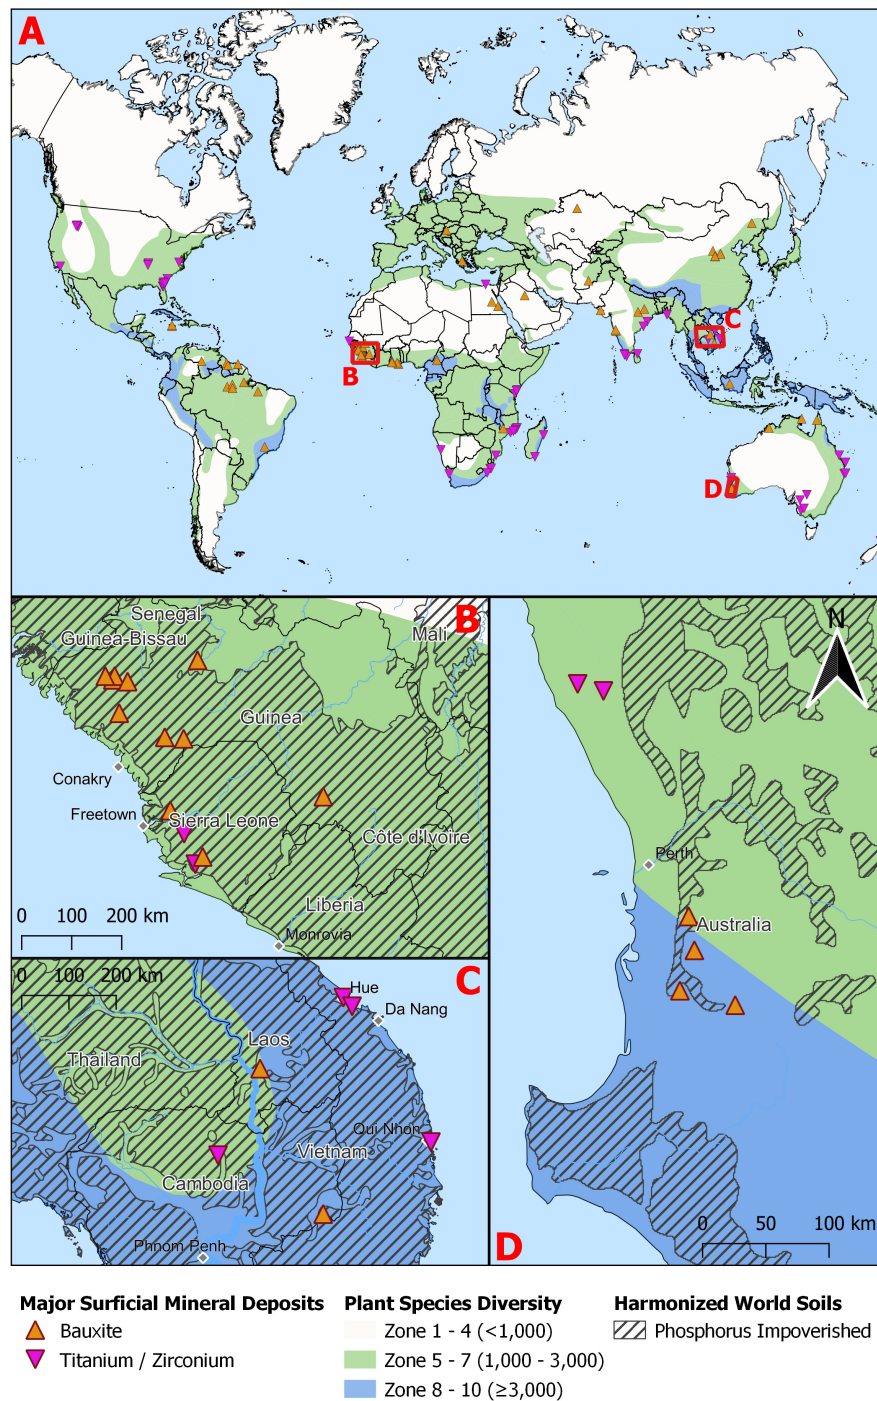 A
B
C
D
B
Senegal
Guinea-Bissau
Mali
Guinea
Conakry
Freetown
Sierra Leone
Côte d'Ivoire
Liberia
Monrovia
0 100 200 km
C
0 100 200 km
Hue
Da Nang
Laos
Thailand
Qui Nhon
Vietnam
Cambodia
Phnom Penh
N
Perth
Australia
0 50 100 km
D
Major Surficial Mineral Deposits
Bauxite
Titanium / Zirconium
Plant Species Diversity
Zone 1 - 4 (<1,000)
Zone 5 - 7 (1,000 - 3,000)
Zone 8 - 10 (≥3,000)
Harmonized World Soils
Phosphorus Impoverished